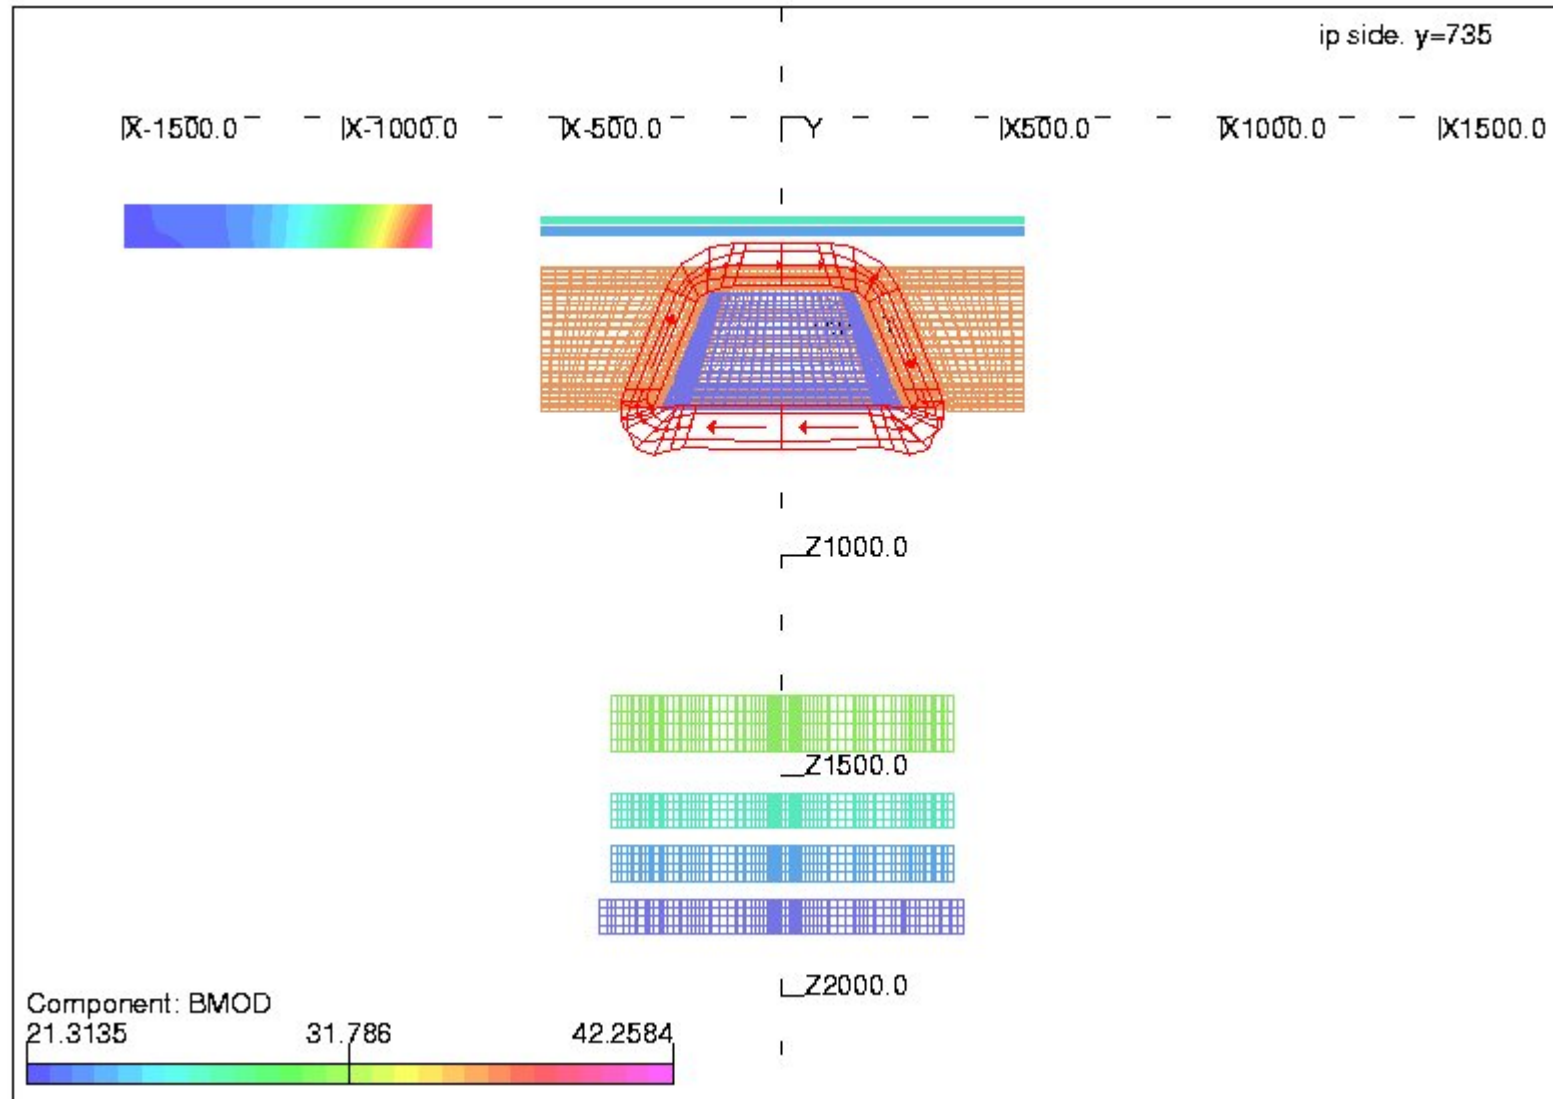 ip side. y=735
X-1500.0 X-1000.0 X-500.0 Y X500.0 X1000.0 X1500.0
Z1000.0
Z1500.0
Z2000.0
Component: BMOD
21.3135 31.786 42.2584